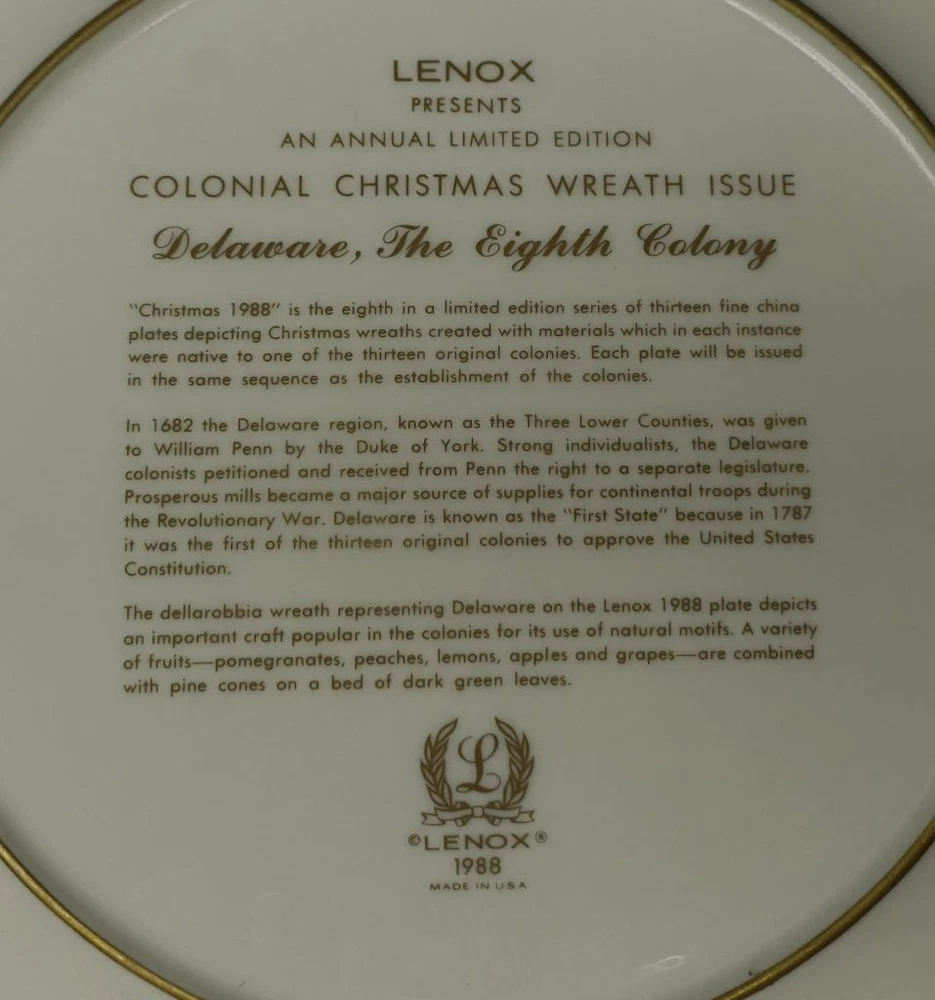 LENOX
PRESENTS
AN ANNUAL LIMITED EDITION
COLONIAL CHRISTMAS WREATH ISSUE
Delaware, The Eighth Colony
"Christmas 1988" is the eighth in a limited edition series of thirteen fine china
plates depicting Christmas wreaths created with materials which in each instance
were native to one of the thirteen original colonies. Each plate will be issued
in the same sequence as the establishment of the colonies.
In 1682 the Delaware region, known as the Three Lower Counties, was given
to William Penn by the Duke of York. Strong individualists, the Delaware
colonists petitioned and received from Penn the right to a separate legislature.
Prosperous mills became a major source of supplies for continental troops during
the Revolutionary War. Delaware is known as the "First State" because in 1787
it was the first of the thirteen original colonies to approve the United States
Constitution.
The dellarobbia wreath representing Delaware on the Lenox 1988 plate depicts
an important craft popular in the colonies for its use of natural motifs. A variety
of fruits—pomegranates, peaches, lemons, apples and grapes—are combined
with pine cones on a bed of dark green leaves.
L
©LENOX®
1988
MADE IN U.S.A